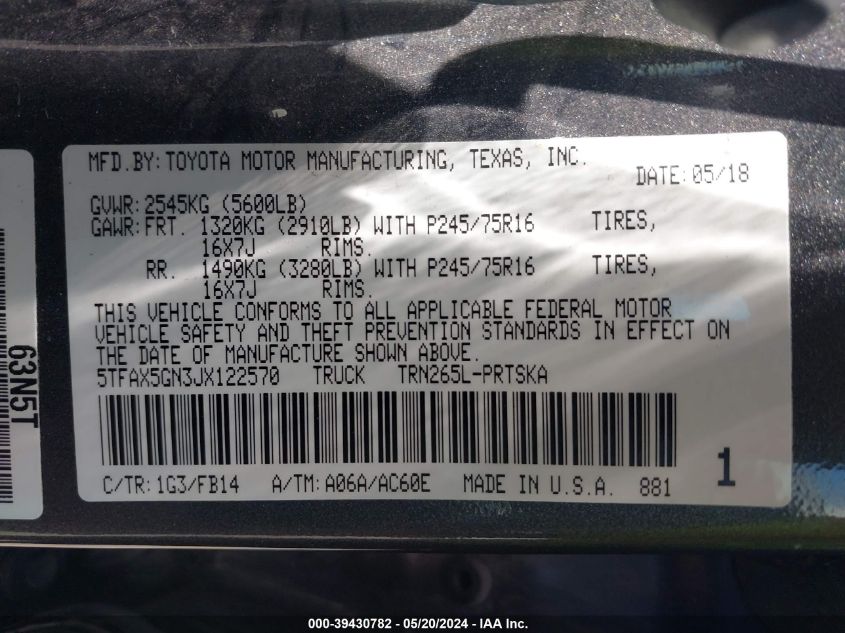 MFD.BY:TOYOTA MOTOR MANUFACTURING, TEXAS, INC.
DATE:05/18
GVWR:2545KG (5600LB)
GAWR:FRT. 1320KG (2910LB) WITH P245/75R16 TIRES,
16X7J RIMS.
RR. 1490KG (3280LB) WITH P245/75R16 TIRES,
16X7J RIMS.
THIS VEHICLE CONFORMS TO ALL APPLICABLE FEDERAL MOTOR
VEHICLE SAFETY AND THEFT PREVENTION STANDARDS IN EFFECT ON
THE DATE OF MANUFACTURE SHOWN ABOVE.
5TFAX5GN3JX122570 TRUCK TRN265L-PRTSKA
C/TR:1G3/FB14 A/TM:A06A/AC60E MADE IN U.S.A. 881
1
63N5T
000-39430782 — 05/20/2024 — IAA Inc.